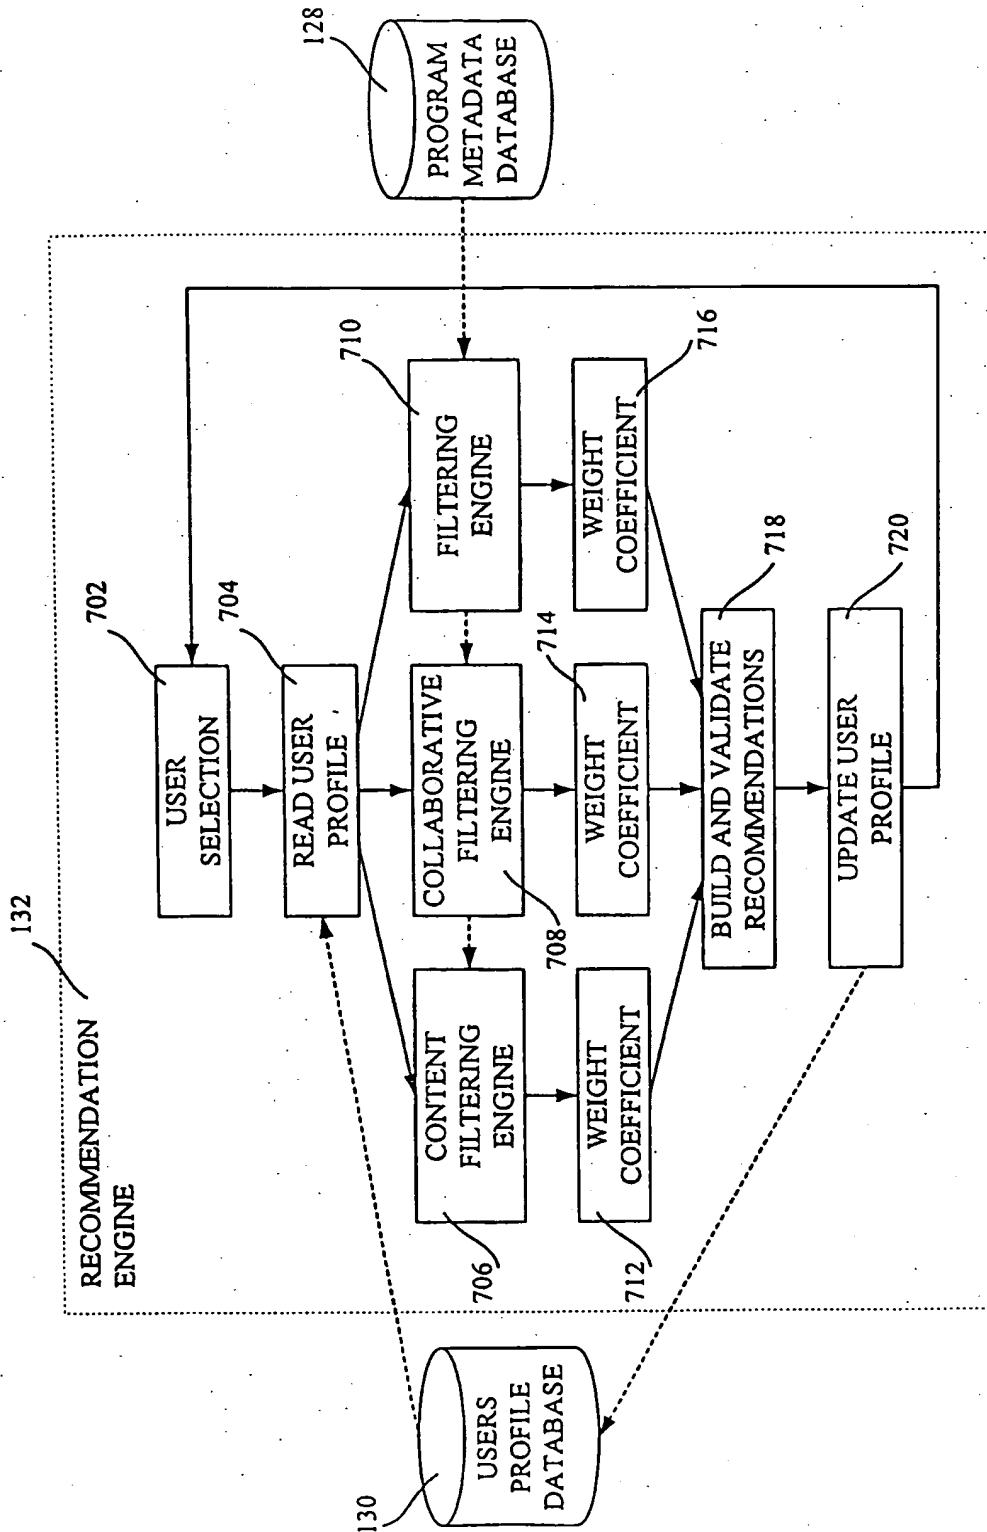 132
RECOMMENDATION
ENGINE
702
USER
SELECTION
704
READ USER
PROFILE
706
CONTENT
FILTERING
ENGINE
708
COLLABORATIVE
FILTERING
ENGINE
710
FILTERING
ENGINE
712
WEIGHT
COEFFICIENT
714
WEIGHT
COEFFICIENT
716
WEIGHT
COEFFICIENT
718
BUILD AND VALIDATE
RECOMMENDATIONS
720
UPDATE USER
PROFILE
130
USERS
PROFILE
DATABASE
128
PROGRAM
METADATA
DATABASE